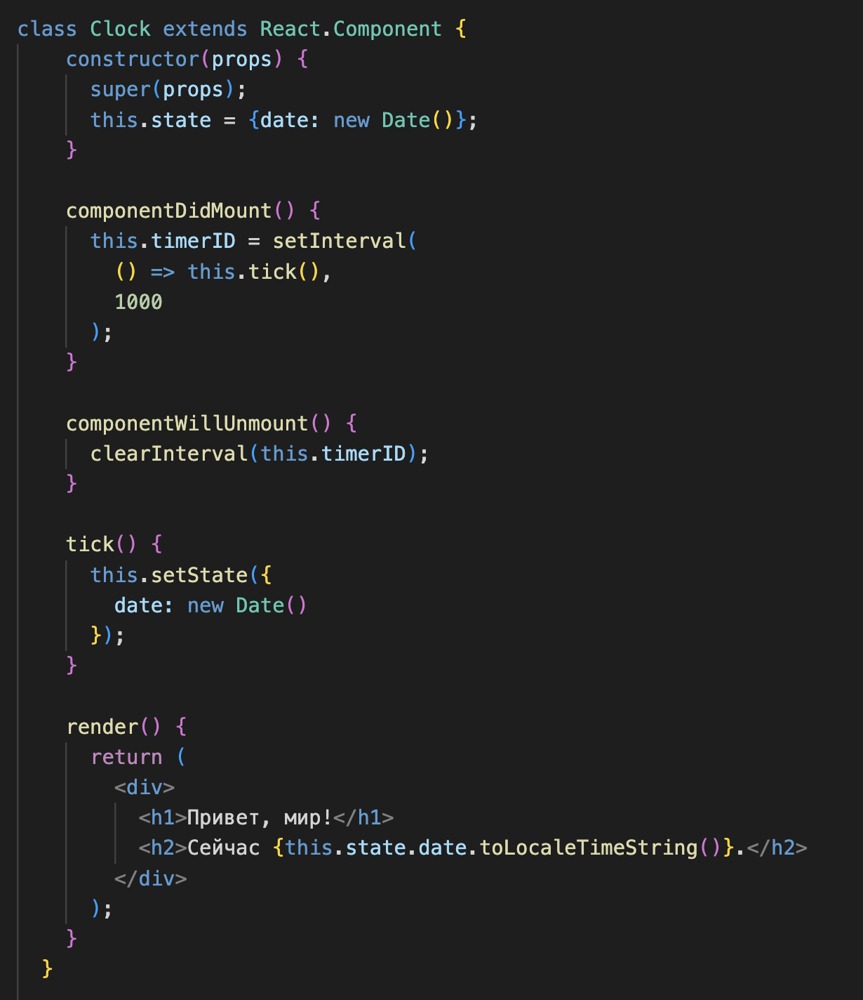 class Clock extends React.Component {
constructor(props) {
super(props);
this.state = {date: new Date()};
}
componentDidMount() {
this.timerID = setInterval(
() => this.tick(),
1000
);
}
componentWillUnmount() {
clearInterval(this.timerID);
}
tick() {
this.setState({
date: new Date()
});
}
render() {
return (
<div>
<h1>Привет, мир!</h1>
<h2>Сейчас {this.state.date.toLocaleTimeString()}.</h2>
</div>
);
}
}